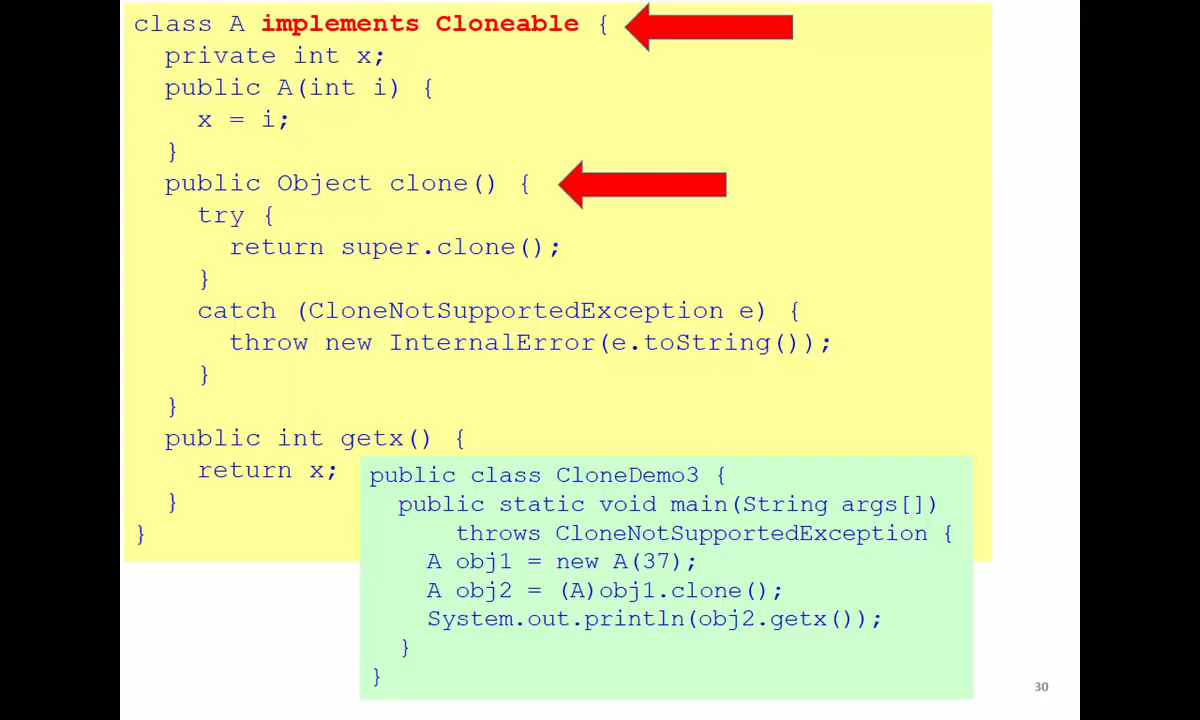 class A implements Cloneable {
private int x;
public A(int i) {
x = i;
}
public Object clone() {
try {
return super.clone();
}
catch (CloneNotSupportedException e) {
throw new InternalError(e.toString());
}
}
public int getx() {
return x;
}
}
public class CloneDemo3 {
public static void main(String args[])
throws CloneNotSupportedException {
A obj1 = new A(37);
A obj2 = (A)obj1.clone();
System.out.println(obj2.getx());
}
}
30